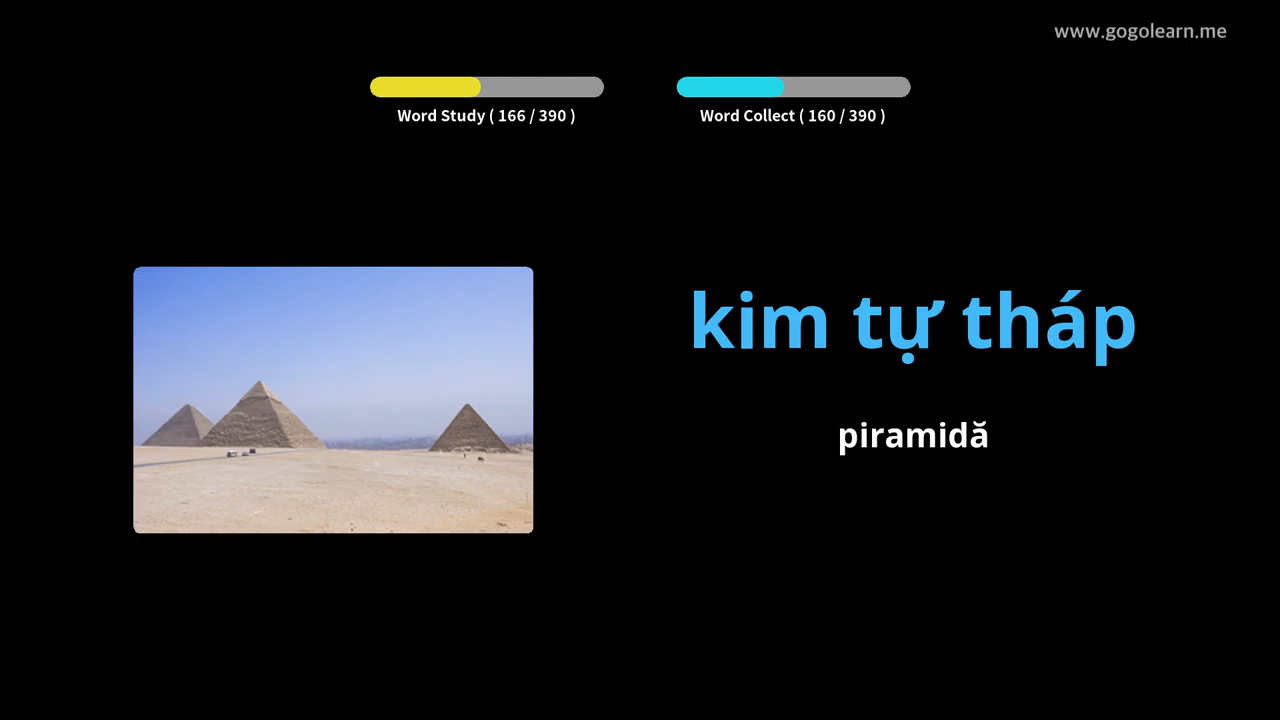 www.gogolearn.me
Word Study ( 166 / 390 )
Word Collect ( 160 / 390 )
kim tự tháp
piramidă